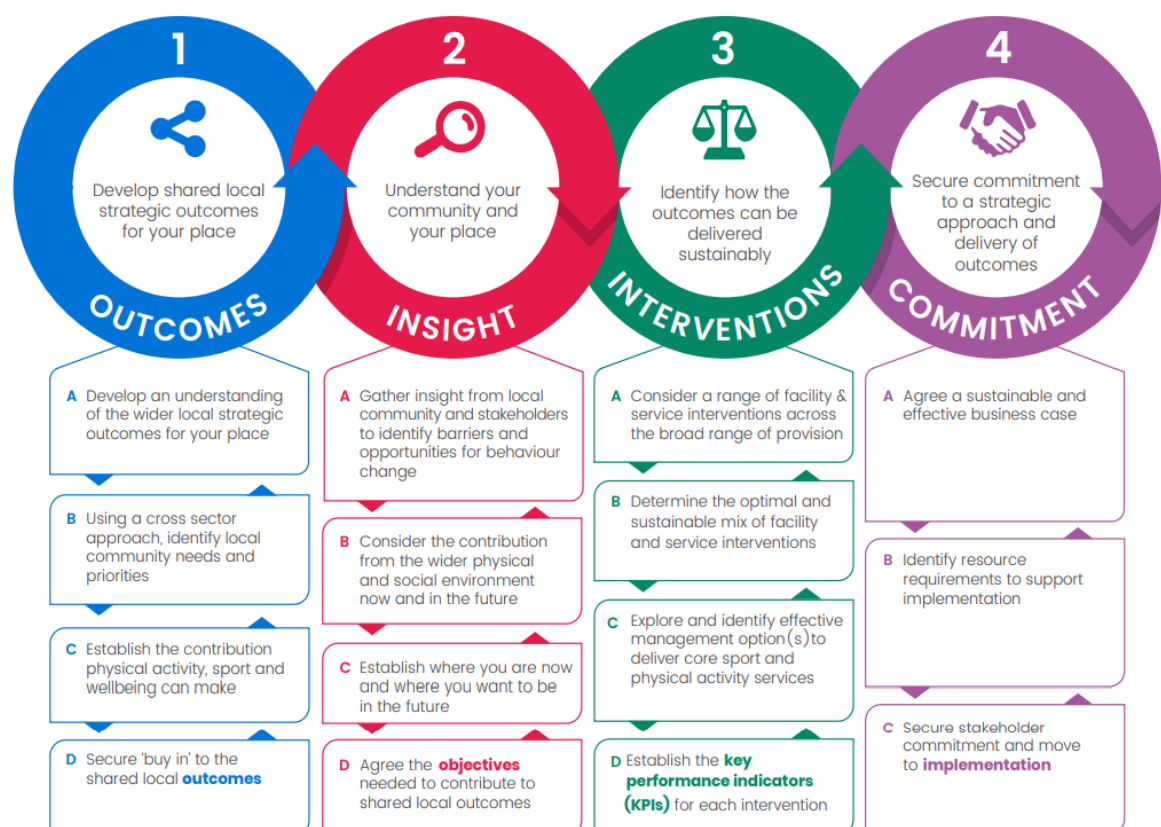 1
Develop shared local
strategic outcomes
for your place
OUTCOMES
A Develop an understanding
of the wider local strategic
outcomes for your place
B Using a cross sector
approach, identify local
community needs and
priorities
C Establish the contribution
physical activity, sport and
wellbeing can make
D Secure 'buy in' to the
shared local outcomes
2
Understand your
community and
your place
INSIGHT
A Gather insight from local
community and stakeholders
to identify barriers and
opportunities for behaviour
change
B Consider the contribution
from the wider physical
and social environment
now and in the future
C Establish where you are now
and where you want to be
in the future
D Agree the objectives
needed to contribute to
shared local outcomes
3
Identify how the
outcomes can be
delivered
sustainably
INTERVENTIONS
A Consider a range of facility &
service interventions across
the broad range of provision
B Determine the optimal and
sustainable mix of facility
and service interventions
C Explore and identify effective
management option(s)to
deliver core sport and
physical activity services
D Establish the key
performance indicators
(KPIs) for each intervention
4
Secure commitment
to a strategic
approach and
delivery of
outcomes
COMMITMENT
A Agree a sustainable and
effective business case
B Identify resource
requirements to support
implementation
C Secure stakeholder
commitment and move
to implementation